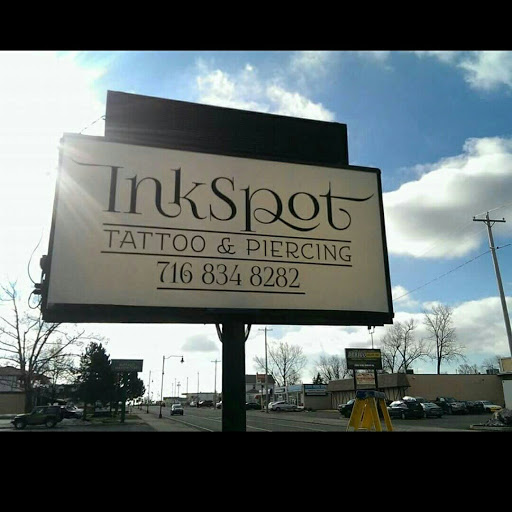 InkSpot
TATTOO & PIERCING
716 834 8282